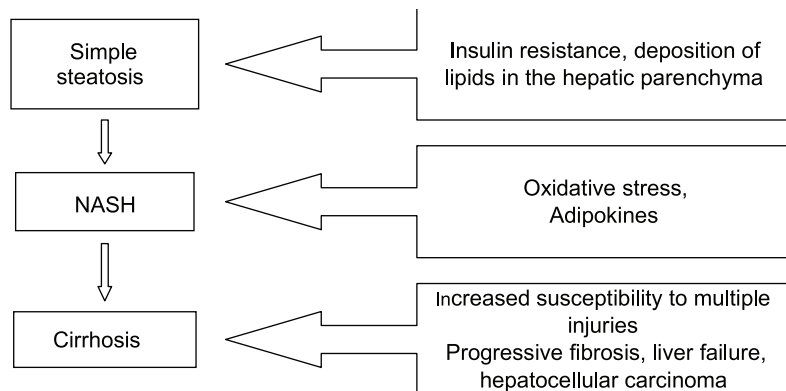 Simple
steatosis
Insulin resistance, deposition of
lipids in the hepatic parenchyma
NASH
Oxidative stress,
Adipokines
Cirrhosis
Increased susceptibility to multiple
injuries
Progressive fibrosis, liver failure,
hepatocellular carcinoma